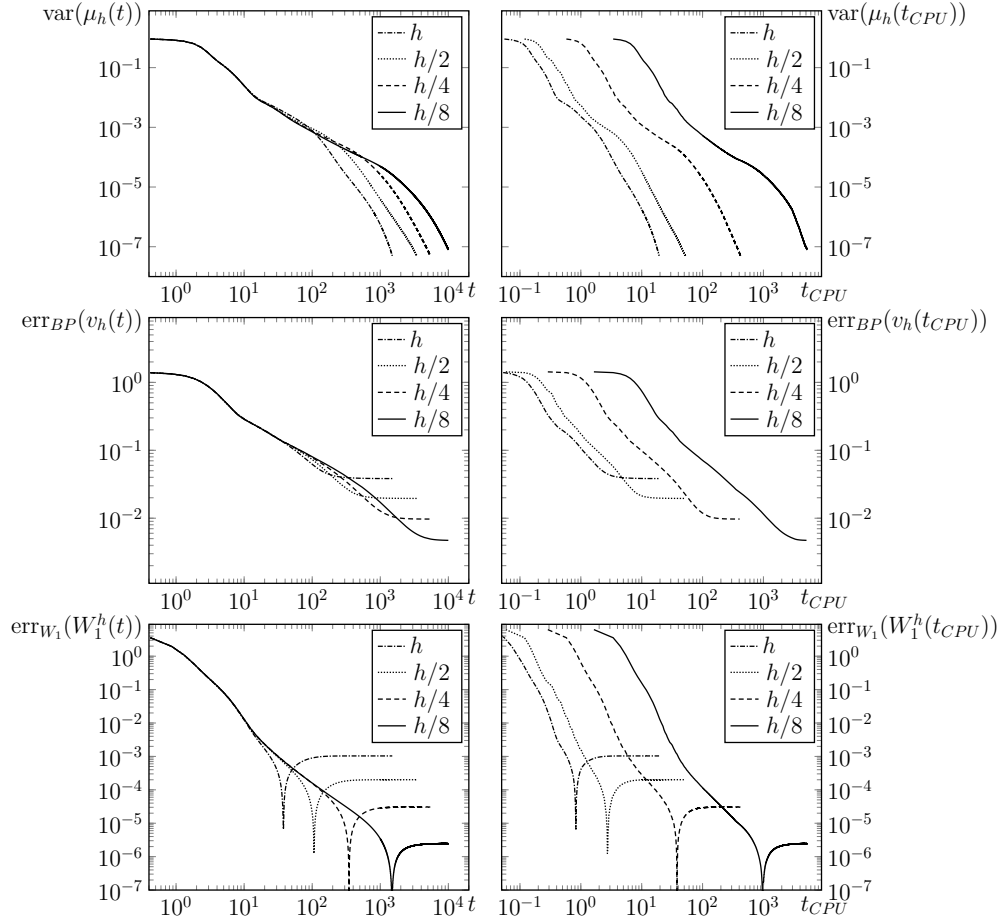 var(μ_h(t))
10^{-1}
10^{-3}
10^{-5}
10^{-7}
10^0 10^1 10^2 10^3 10^4 t
h
h/2
h/4
h/8
var(μ_h(t_{CPU}))
10^{-1}
10^{-3}
10^{-5}
10^{-7}
10^{-1} 10^0 10^1 10^2 10^3 t_{CPU}
h
h/2
h/4
h/8
err_{BP}(v_h(t))
10^0
10^{-1}
10^{-2}
10^0 10^1 10^2 10^3 10^4 t
h
h/2
h/4
h/8
err_{BP}(v_h(t_{CPU}))
10^0
10^{-1}
10^{-2}
10^{-1} 10^0 10^1 10^2 10^3 t_{CPU}
h
h/2
h/4
h/8
err_{W_1}(W_1^h(t))
10^0
10^{-1}
10^{-2}
10^{-3}
10^{-4}
10^{-5}
10^{-6}
10^{-7}
10^0 10^1 10^2 10^3 10^4 t
h
h/2
h/4
h/8
err_{W_1}(W_1^h(t_{CPU}))
10^0
10^{-1}
10^{-2}
10^{-3}
10^{-4}
10^{-5}
10^{-6}
10^{-7}
10^{-1} 10^0 10^1 10^2 10^3 t_{CPU}
h
h/2
h/4
h/8